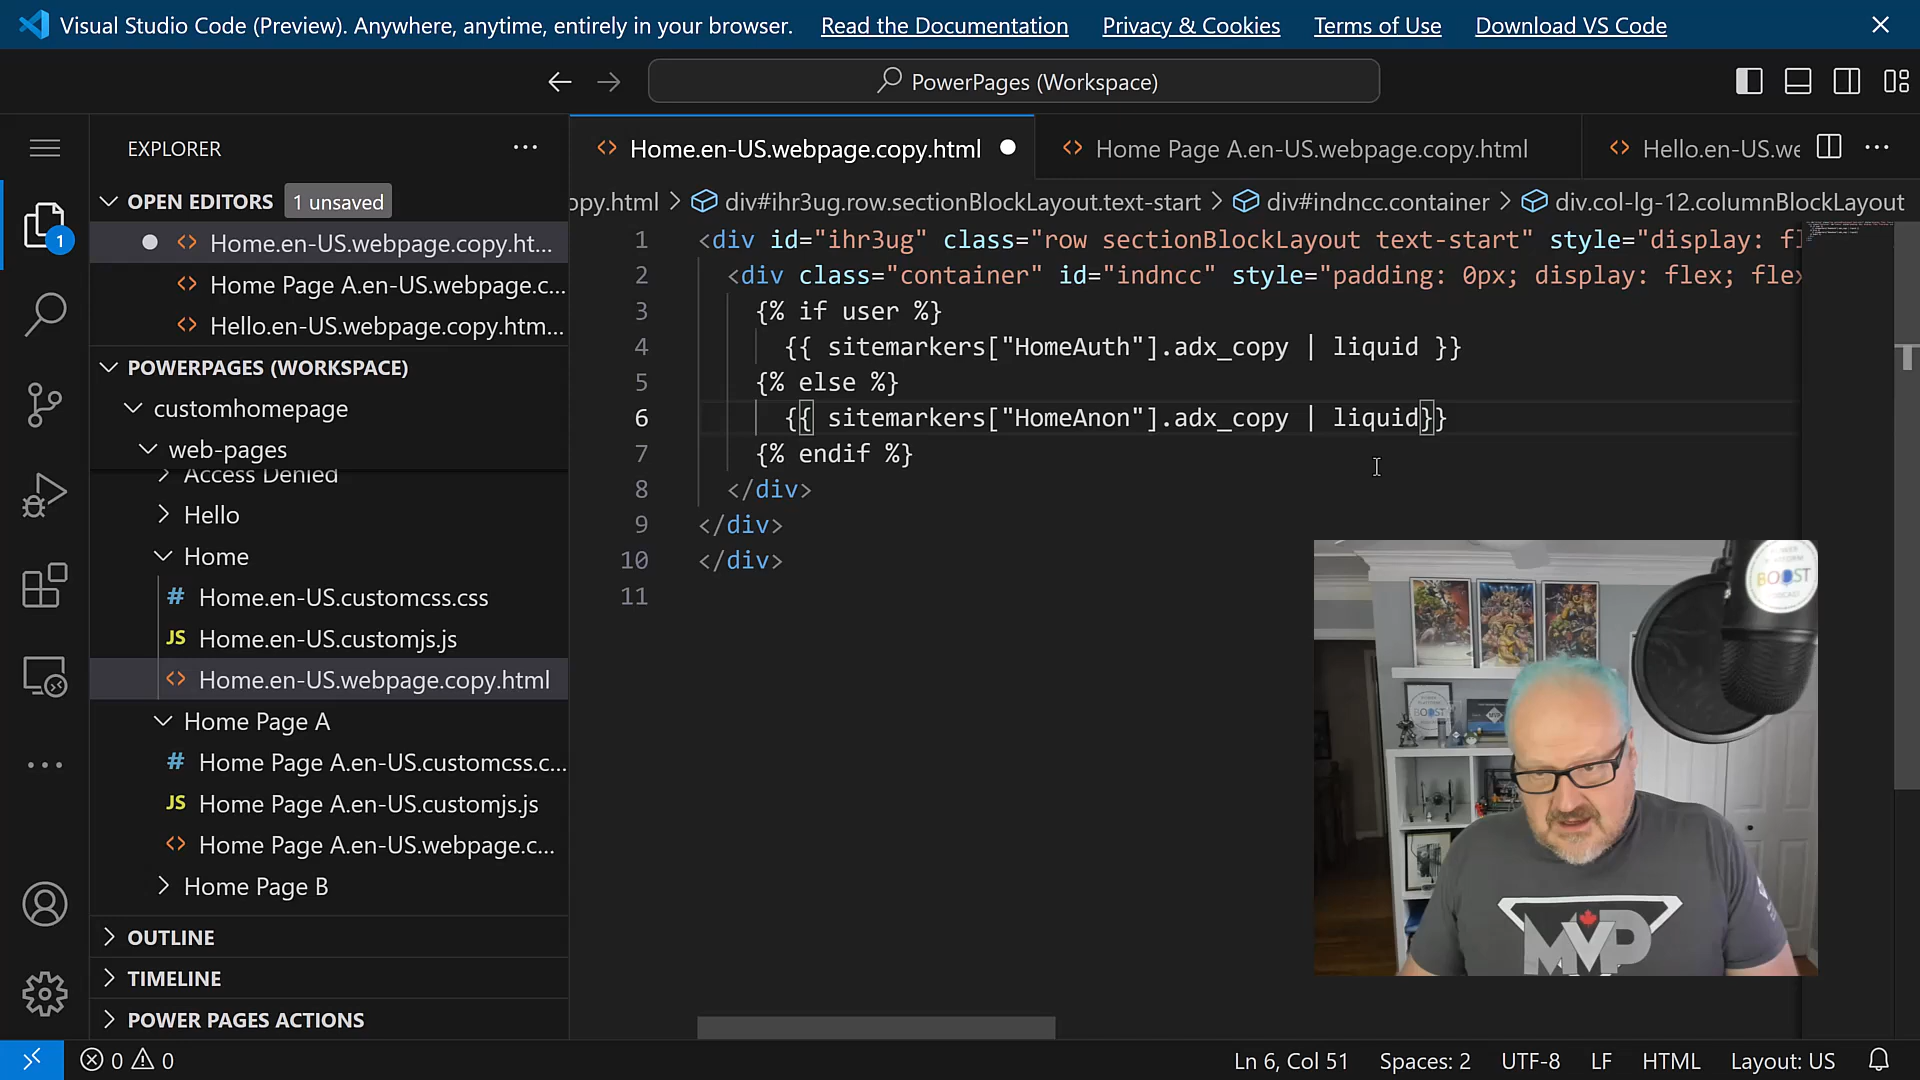 Visual Studio Code (Preview). Anywhere, anytime, entirely in your browser. Read the Documentation Privacy & Cookies Terms of Use Download VS Code
PowerPages (Workspace)
EXPLORER
OPEN EDITORS 1 unsaved
Home.en-US.webpage.copy.ht...
Home Page A.en-US.webpage.c...
Hello.en-US.webpage.copy.htm...
POWERPAGES (WORKSPACE)
customhomepage
web-pages
Access Denied
Hello
Home
Home.en-US.customcss.css
JS Home.en-US.customjs.js
Home.en-US.webpage.copy.html
Home Page A
Home Page A.en-US.customcss.c...
JS Home Page A.en-US.customjs.js
Home Page A.en-US.webpage.c...
Home Page B
OUTLINE
TIMELINE
POWER PAGES ACTIONS
1
Home.en-US.webpage.copy.html Home Page A.en-US.webpage.copy.html Hello.en-US.we
opy.html > div#ihr3ug.row.sectionBlockLayout.text-start > div#indncc.container > div.col-lg-12.columnBlockLayout
1 <div id="ihr3ug" class="row sectionBlockLayout text-start" style="display: fl
2 <div class="container" id="indncc" style="padding: 0px; display: flex; flex
3 {% if user %}
4 {{ sitemarkers["HomeAuth"].adx_copy | liquid }}
5 {% else %}
6 {{ sitemarkers["HomeAnon"].adx_copy | liquid}}
7 {% endif %}
8 </div>
9 </div>
10 </div>
11
BOOST
BOOST
MVP
MVP
0 0 Ln 6, Col 51 Spaces: 2 UTF-8 LF HTML Layout: US